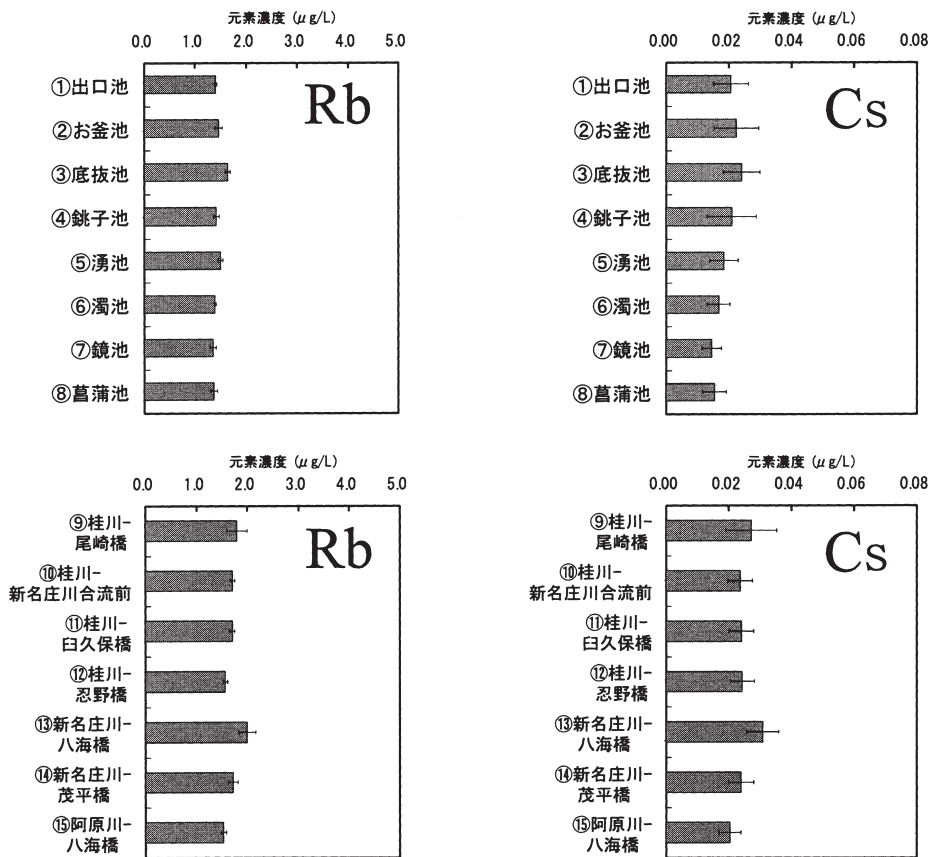 元素濃度 (μg/L)
0.0 1.0 2.0 3.0 4.0 5.0
Rb
①出口池
②お釜池
③底抜池
④銚子池
⑤湧池
⑥濁池
⑦鏡池
⑧菖蒲池
元素濃度 (μg/L)
0.00 0.02 0.04 0.06 0.08
Cs
①出口池
②お釜池
③底抜池
④銚子池
⑤湧池
⑥濁池
⑦鏡池
⑧菖蒲池
元素濃度 (μg/L)
0.0 1.0 2.0 3.0 4.0 5.0
Rb
⑨桂川−
尾崎橋
⑩桂川−
新名庄川合流前
⑪桂川−
臼久保橋
⑫桂川−
忍野橋
⑬新名庄川−
八海橋
⑭新名庄川−
茂平橋
⑮阿原川−
八海橋
元素濃度 (μg/L)
0.00 0.02 0.04 0.06 0.08
Cs
⑨桂川−
尾崎橋
⑩桂川−
新名庄川合流前
⑪桂川−
臼久保橋
⑫桂川−
忍野橋
⑬新名庄川−
八海橋
⑭新名庄川−
茂平橋
⑮阿原川−
八海橋